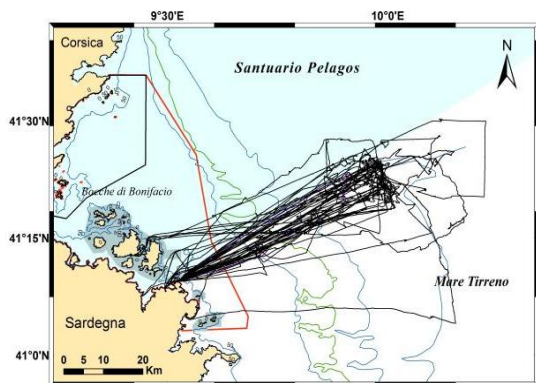 9°30'E
10°0'E
Corsica
Santuario Pelagos
N
41°30'N
Bocche di Bonifacio
41°15'N
Mare Tirreno
Sardegna
41°0'N
0 5 10 20
Km